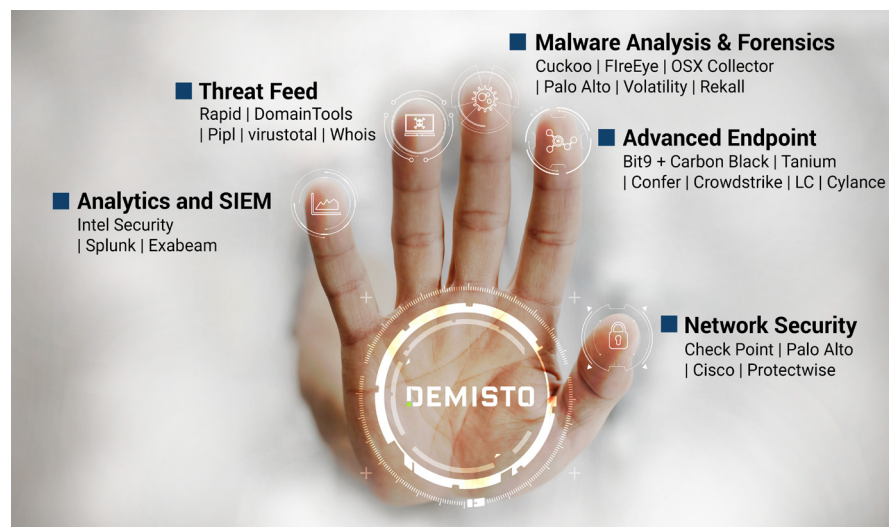 Malware Analysis & Forensics
Cuckoo | FIreEye | OSX Collector
| Palo Alto | Volatility | Rekall
Threat Feed
Rapid | DomainTools
| Pipl | virustotal | Whois
Advanced Endpoint
Bit9 + Carbon Black | Tanium
| Confer | Crowdstrike | LC | Cylance
Analytics and SIEM
Intel Security
| Splunk | Exabeam
Network Security
Check Point | Palo Alto
| Cisco | Protectwise
DEMISTO